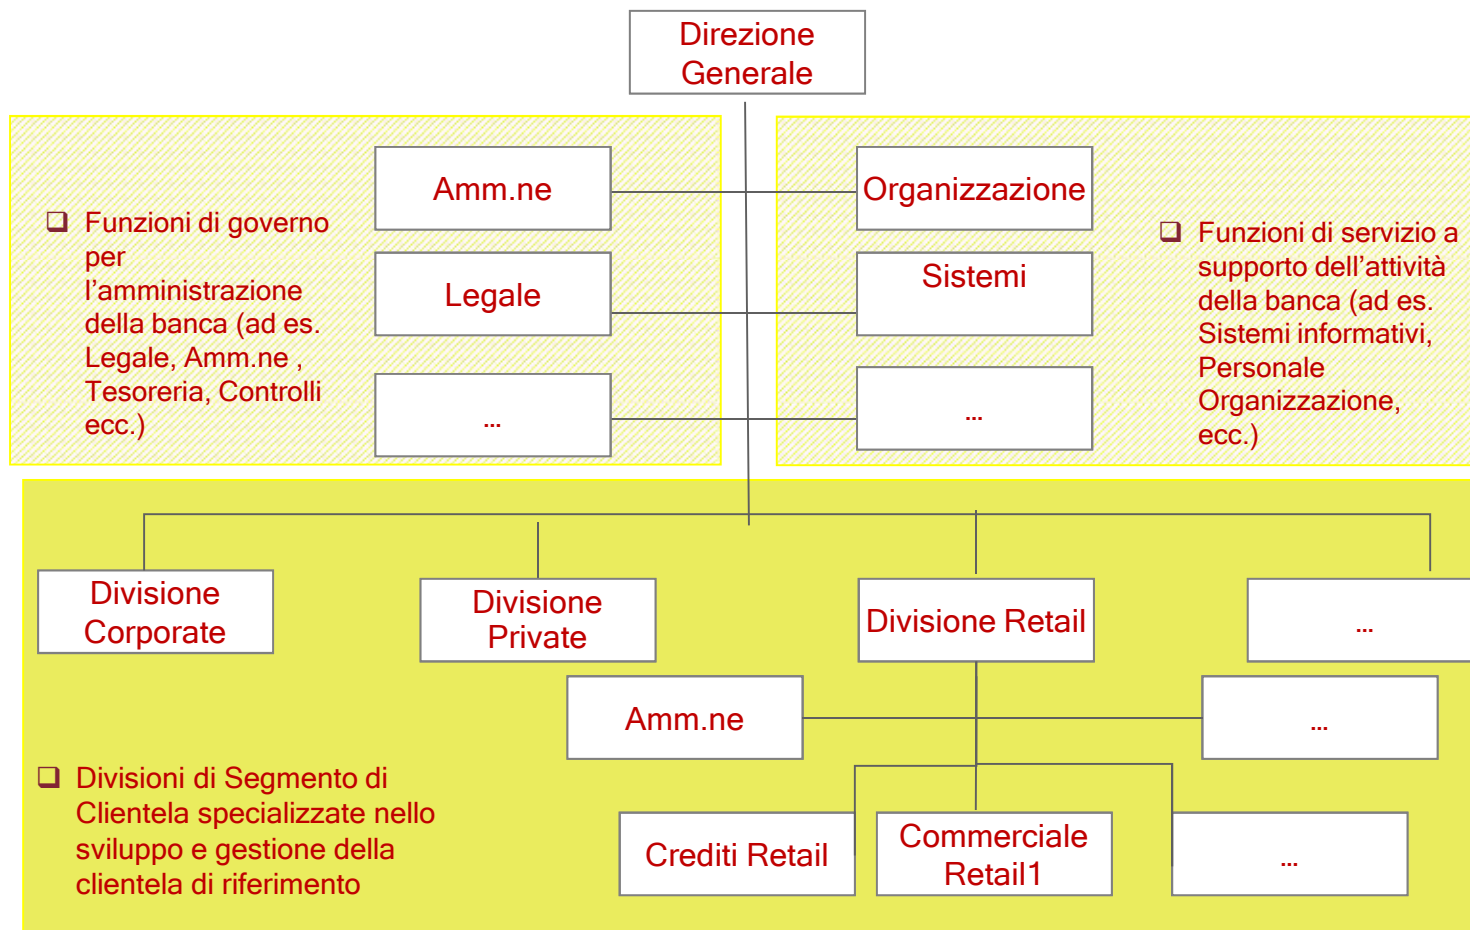 Direzione
Generale
Amm.ne
Organizzazione
Funzioni di governo
per
l'amministrazione
della banca (ad es.
Legale, Amm.ne ,
Tesoreria, Controlli
ecc.)
Legale
Sistemi
...
...
Funzioni di servizio a
supporto dell'attività
della banca (ad es.
Sistemi informativi,
Personale
Organizzazione,
ecc.)
Divisione
Corporate
Divisione
Private
Divisione Retail
...
Amm.ne
...
Divisioni di Segmento di
Clientela specializzate nello
sviluppo e gestione della
clientela di riferimento
Crediti Retail
Commerciale
Retail1
...